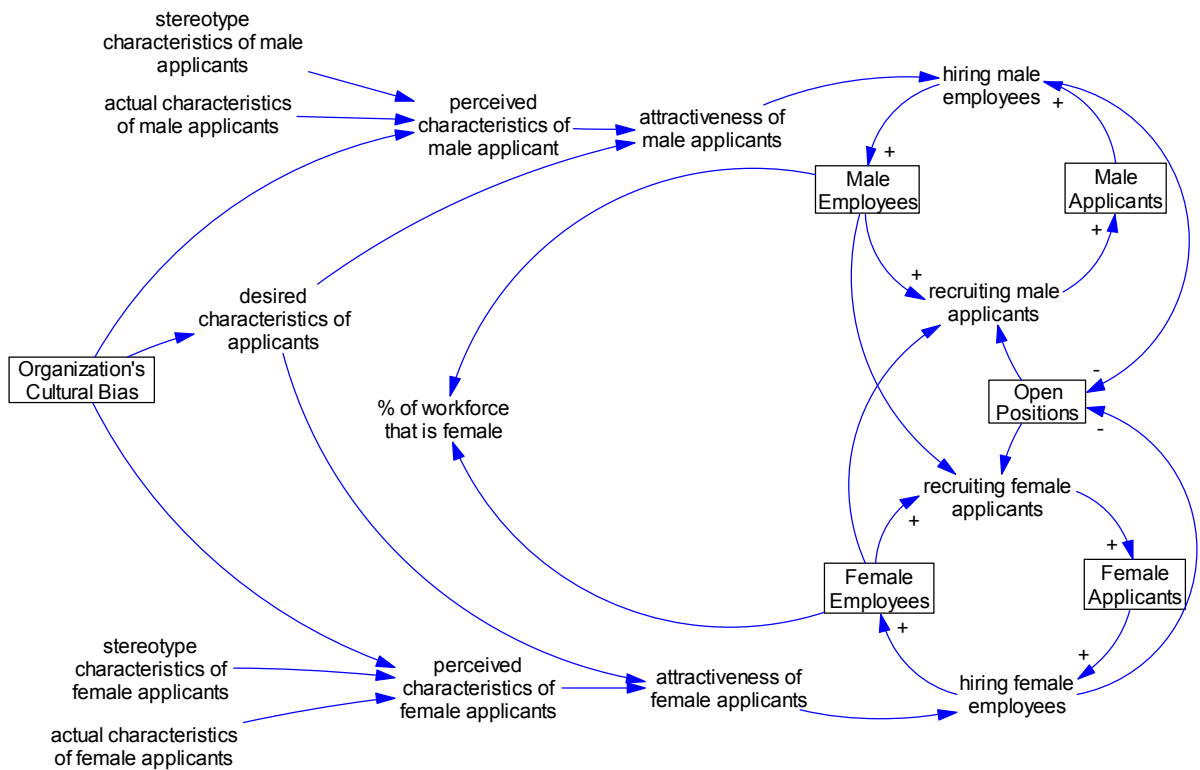 stereotype
characteristics of male
applicants
actual characteristics
of male applicants
perceived
characteristics of
male applicant
attractiveness of
male applicants
hiring male
employees
+
+
Male
Employees
Male
Applicants
+
+
recruiting male
applicants
desired
characteristics of
applicants
Organization's
Cultural Bias
% of workforce
that is female
-
Open
Positions
-
recruiting female
applicants
+
+
Female
Employees
Female
Applicants
+
+
stereotype
characteristics of
female applicants
perceived
characteristics of
female applicants
attractiveness of
female applicants
hiring female
employees
actual characteristics
of female applicants